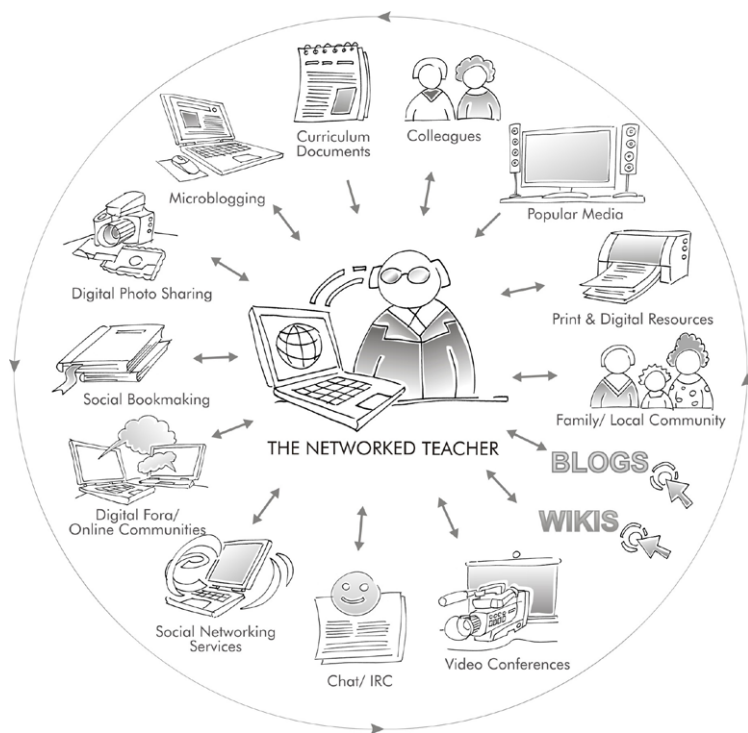 Curriculum
Documents
Colleagues
Microblogging
Popular Media
Digital Photo Sharing
Print & Digital Resources
Social Bookmaking
Family/ Local Community
THE NETWORKED TEACHER
BLOGS
Digital Fora/
Online Communities
WIKIS
Social Networking
Services
Video Conferences
Chat/ IRC